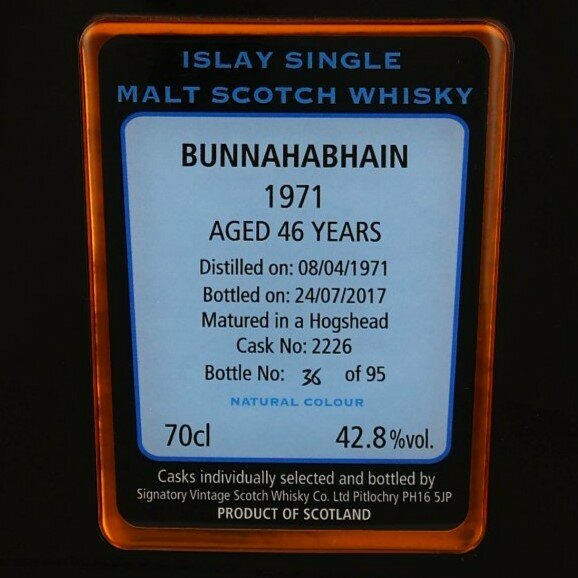 ISLAY SINGLE
MALT SCOTCH WHISKY
BUNNAHABHAIN
1971
AGED 46 YEARS
Distilled on: 08/04/1971
Bottled on: 24/07/2017
Matured in a Hogshead
Cask No: 2226
Bottle No: 36 of 95
NATURAL COLOUR
70cl 42.8%vol.
Casks individually selected and bottled by
Signatory Vintage Scotch Whisky Co. Ltd Pitlochry PH16 5JP
PRODUCT OF SCOTLAND